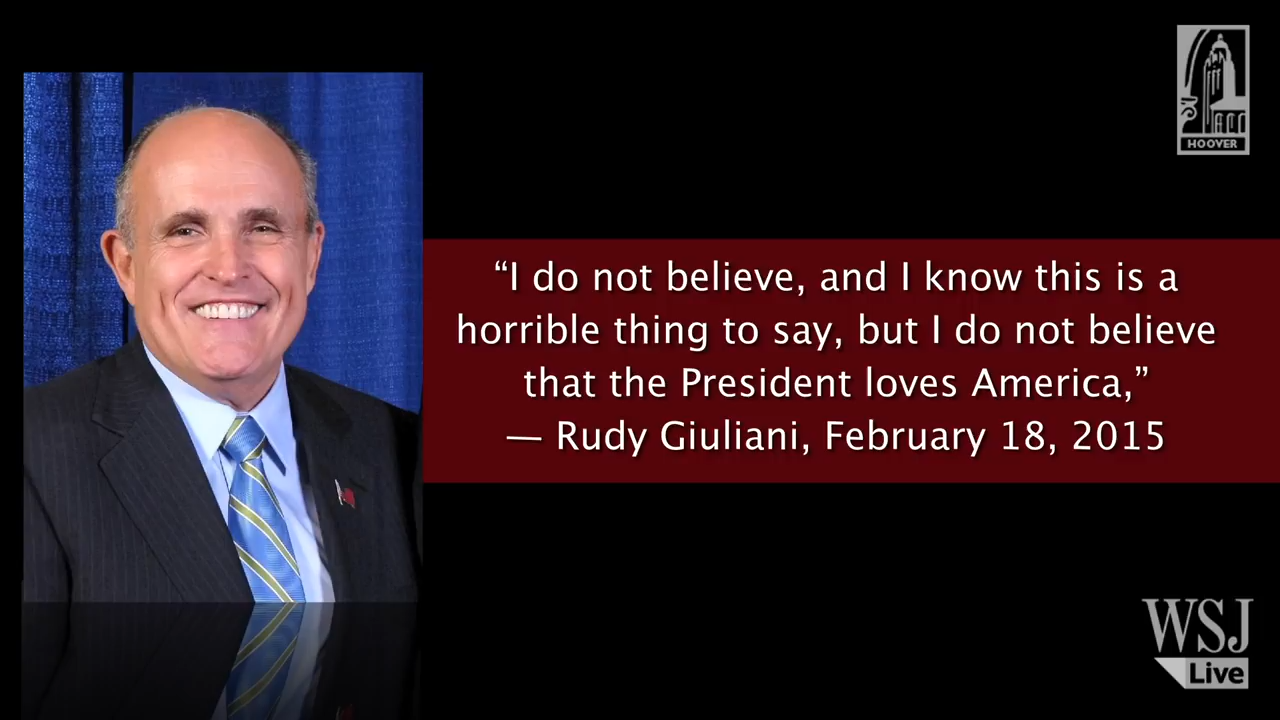 HOOVER
“I do not believe, and I know this is a
horrible thing to say, but I do not believe
that the President loves America,”
— Rudy Giuliani, February 18, 2015
WSJ
Live